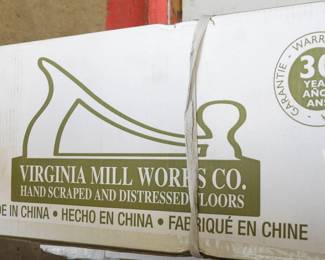 GARANTIE · WARR
30
YEA
AÑO
ANS
VIRGINIA MILL WORKS CO.
HAND SCRAPED AND DISTRESSED FLOORS
DE IN CHINA • HECHO EN CHINA • FABRIQUÉ EN CHINE